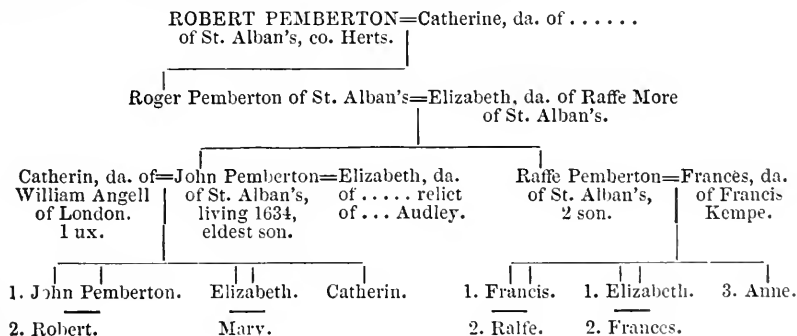 ROBERT PEMBERTON=Catherine, da. of . . . . . .
of St. Alban's, co. Herts.
Roger Pemberton of St. Alban's=Elizabeth, da. of Raffe More
of St. Alban's.
Catherin, da. of=John Pemberton=Elizabeth, da.
William Angell of St. Alban's, of . . . . . relict
of London. living 1634, of . . . Audley.
1 ux. eldest son.
Raffe Pemberton=Frances, da.
of St. Alban's, of Francis
2 son. Kempe.
1. John Pemberton. Elizabeth. Catherin. 1. Francis. 1. Elizabeth. 3. Anne.
2. Robert. Mary. 2. Ralfe. 2. Frances.